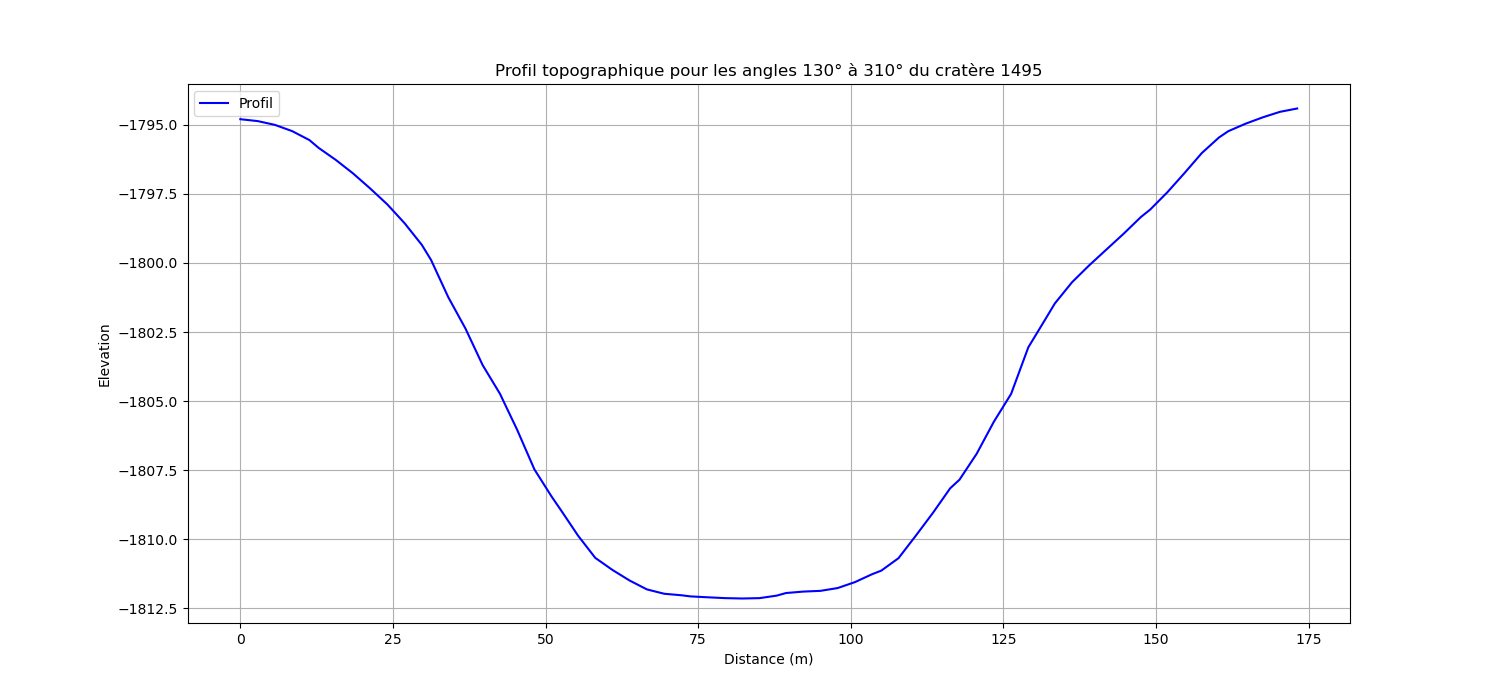 Profil topographique pour les angles 130° à 310° du cratère 1495
Profil
−1795.0
−1797.5
−1800.0
−1802.5
−1805.0
−1807.5
−1810.0
−1812.5
Elevation
0 25 50 75 100 125 150 175
Distance (m)